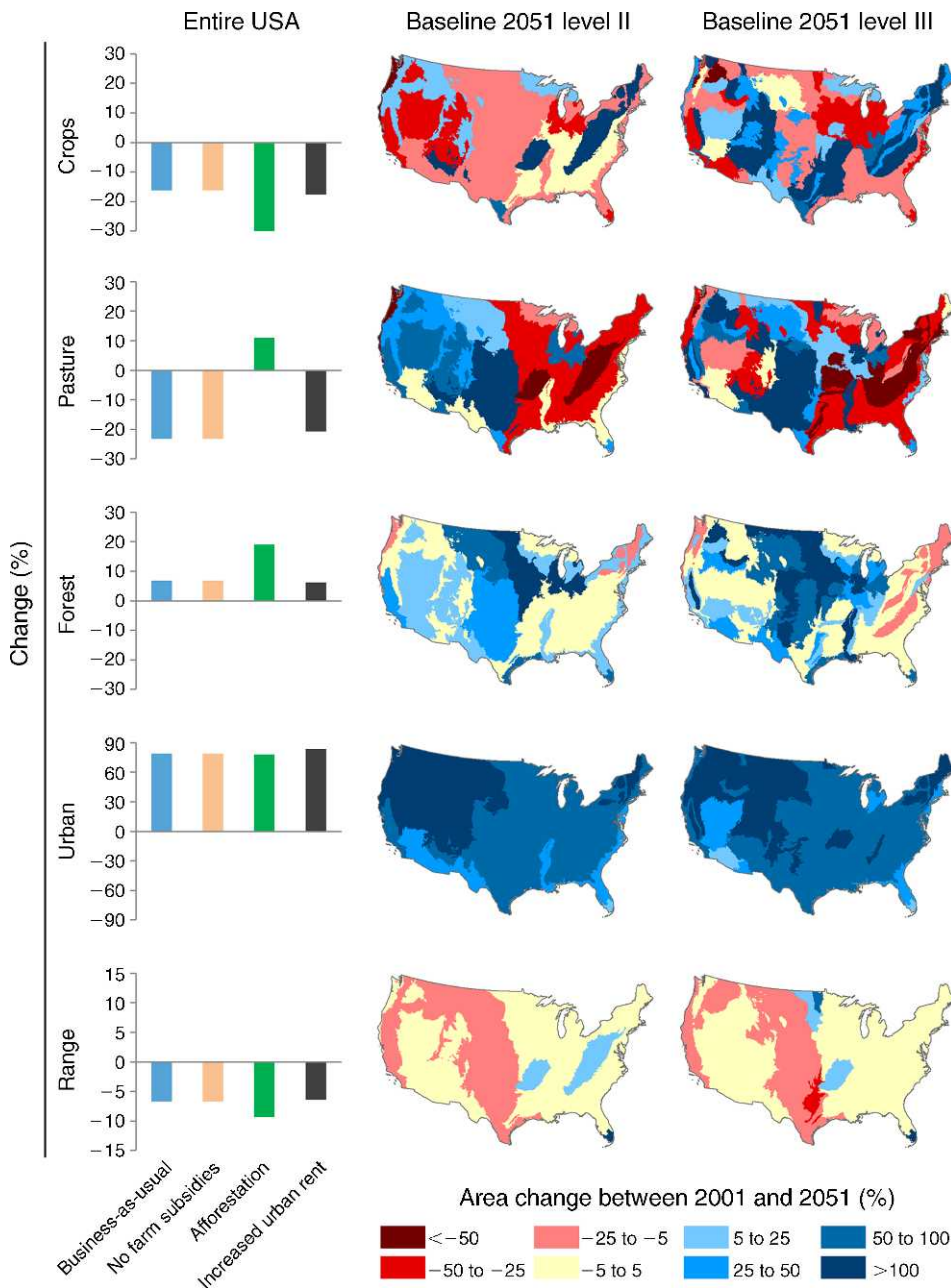 Entire USA
Baseline 2051 level II
Baseline 2051 level III
Change (%)
Crops
30
20
10
0
−10
−20
−30
Pasture
30
20
10
0
−10
−20
−30
Forest
30
20
10
0
−10
−20
−30
Urban
90
60
30
0
−30
−60
−90
Range
15
10
5
0
−5
−10
−15
Business-as-usual
No farm subsidies
Afforestation
Increased urban rent
Area change between 2001 and 2051 (%)
<−50
−25 to −5
5 to 25
50 to 100
−50 to −25
−5 to 5
25 to 50
>100